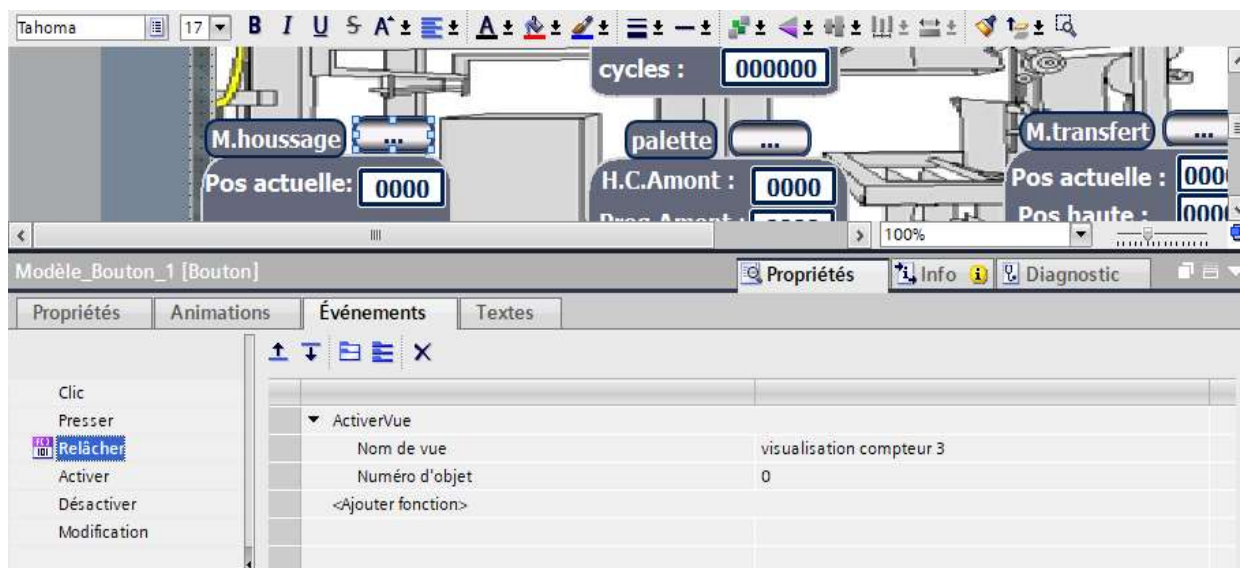 Tahoma 17 B I U S A A
cycles : 000000
M.houssage ... palette ... M.transfert ...
Pos actuelle: 0000 H.C.Amont : 0000 Pos actuelle : 000
Pos haute : 000
100%
Modèle_Bouton_1 [Bouton] Propriétés Info Diagnostic
Propriétés Animations Événements Textes
Clic
Presser ActiverVue
Relâcher Nom de vue visualisation compteur 3
Activer Numéro d'objet 0
Désactiver <Ajouter fonction>
Modification